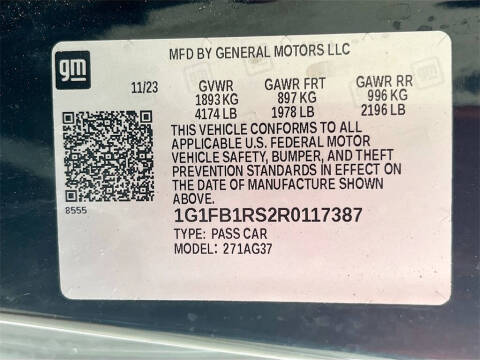 gm
MFD BY GENERAL MOTORS LLC
11/23 GVWR GAWR FRT GAWR RR
1893 KG 897 KG 996 KG
4174 LB 1978 LB 2196 LB
THIS VEHICLE CONFORMS TO ALL
APPLICABLE U.S. FEDERAL MOTOR
VEHICLE SAFETY, BUMPER, AND THEFT
PREVENTION STANDARDS IN EFFECT ON
THE DATE OF MANUFACTURE SHOWN
ABOVE.
8555
1G1FB1RS2R0117387
TYPE: PASS CAR
MODEL: 271AG37